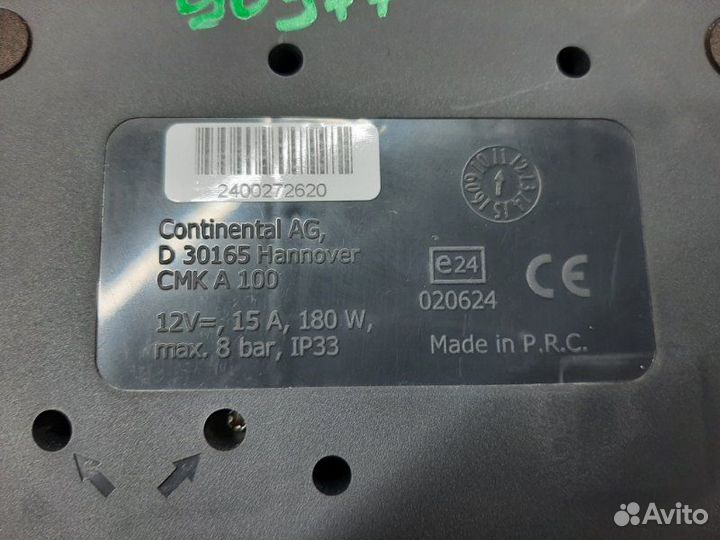 2400272620
Continental AG,
D 30165 Hannover
CMK A 100
12V=, 15 A, 180 W,
max. 8 bar, IP33
e24
020624
CE
Made in P.R.C.
Avito